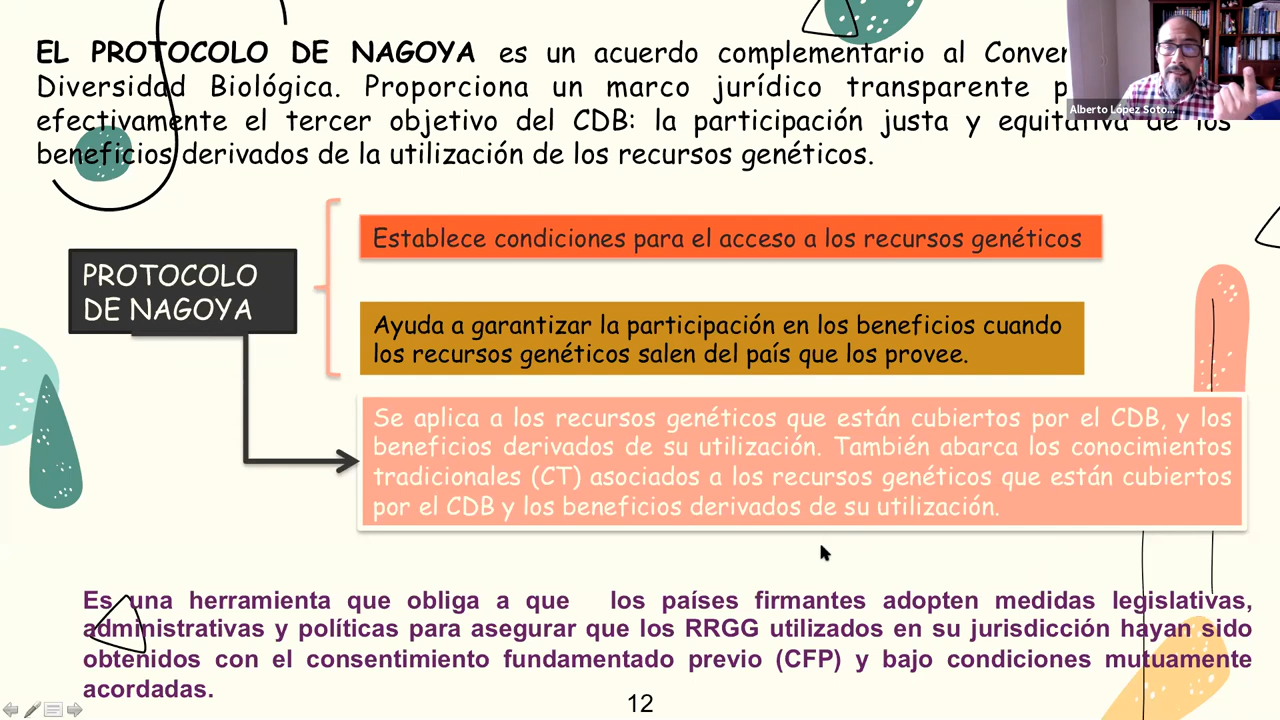 EL PROTOCOLO DE NAGOYA es un acuerdo complementario al
Diversidad Biológica. Proporciona un marco jurídico transparente
efectivamente el tercer objetivo del CDB: la participación justa y equitativa de los
beneficios derivados de la utilización de los recursos genéticos.
Alberto López Soto...
Establece condiciones para el acceso a los recursos genéticos
PROTOCOLO
DE NAGOYA
Ayuda a garantizar la participación en los beneficios cuando
los recursos genéticos salen del país que los provee.
Se aplica a los recursos genéticos que están cubiertos por el CDB, y los
beneficios derivados de su utilización. También abarca los conocimientos
tradicionales (CT) asociados a los recursos genéticos que están cubiertos
por el CDB y los beneficios derivados de su utilización.
Es una herramienta que obliga a que los países firmantes adopten medidas legislativas,
administrativas y políticas para asegurar que los RRGG utilizados en su jurisdicción hayan sido
obtenidos con el consentimiento fundamentado previo (CFP) y bajo condiciones mutuamente
acordadas.
12